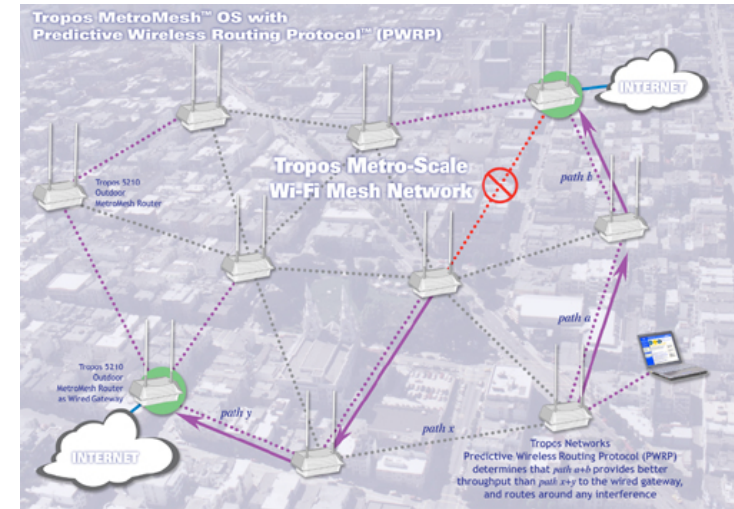 Tropos MetroMesh™ OS with
Predictive Wireless Routing Protocol™ (PWRP)
INTERNET
Tropos Metro-Scale
Wi-Fi Mesh Network
path b
Tropos 5210
Outdoor
MetroMesh Router
path a
Tropos 5210
Outdoor
MetroMesh Router
as Wired Gateway
path y
path x
INTERNET
Tropos Networks
Predictive Wireless Routing Protocol (PWRP)
determines that path a+b provides better
throughput than path x+y to the wired gateway,
and routes around any interference